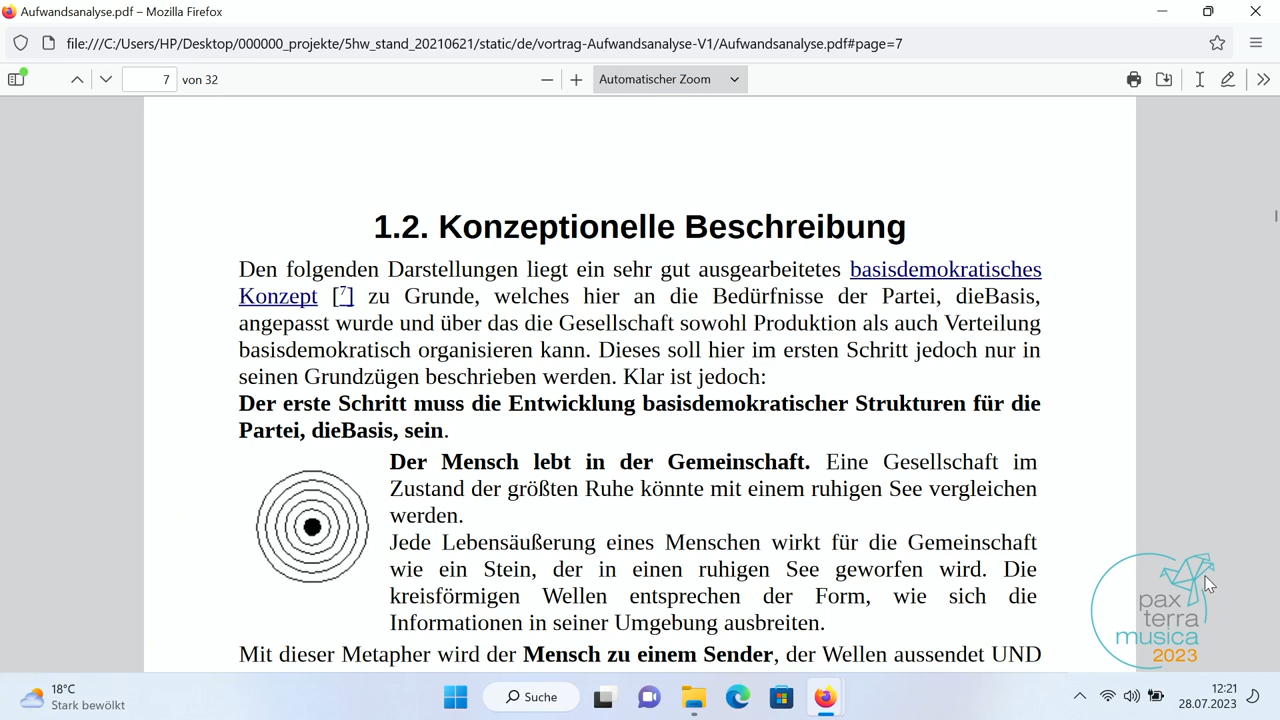 Aufwandsanalyse.pdf – Mozilla Firefox
file:///C:/Users/HP/Desktop/000000_projekte/5hw_stand_20210621/static/de/vortrag-Aufwandsanalyse-V1/Aufwandsanalyse.pdf#page=7
7 von 32 Automatischer Zoom
1.2. Konzeptionelle Beschreibung
Den folgenden Darstellungen liegt ein sehr gut ausgearbeitetes basisdemokratisches
Konzept [7] zu Grunde, welches hier an die Bedürfnisse der Partei, dieBasis,
angepasst wurde und über das die Gesellschaft sowohl Produktion als auch Verteilung
basisdemokratisch organisieren kann. Dieses soll hier im ersten Schritt jedoch nur in
seinen Grundzügen beschrieben werden. Klar ist jedoch:
Der erste Schritt muss die Entwicklung basisdemokratischer Strukturen für die
Partei, dieBasis, sein.
Der Mensch lebt in der Gemeinschaft. Eine Gesellschaft im
Zustand der größten Ruhe könnte mit einem ruhigen See vergleichen
werden.
Jede Lebensäußerung eines Menschen wirkt für die Gemeinschaft
wie ein Stein, der in einen ruhigen See geworfen wird. Die
kreisförmigen Wellen entsprechen der Form, wie sich die
Informationen in seiner Umgebung ausbreiten.
Mit dieser Metapher wird der Mensch zu einem Sender, der Wellen aussendet UND
pax
terra
musica
2023
18°C
Stark bewölkt
Suche
12:21
28.07.2023